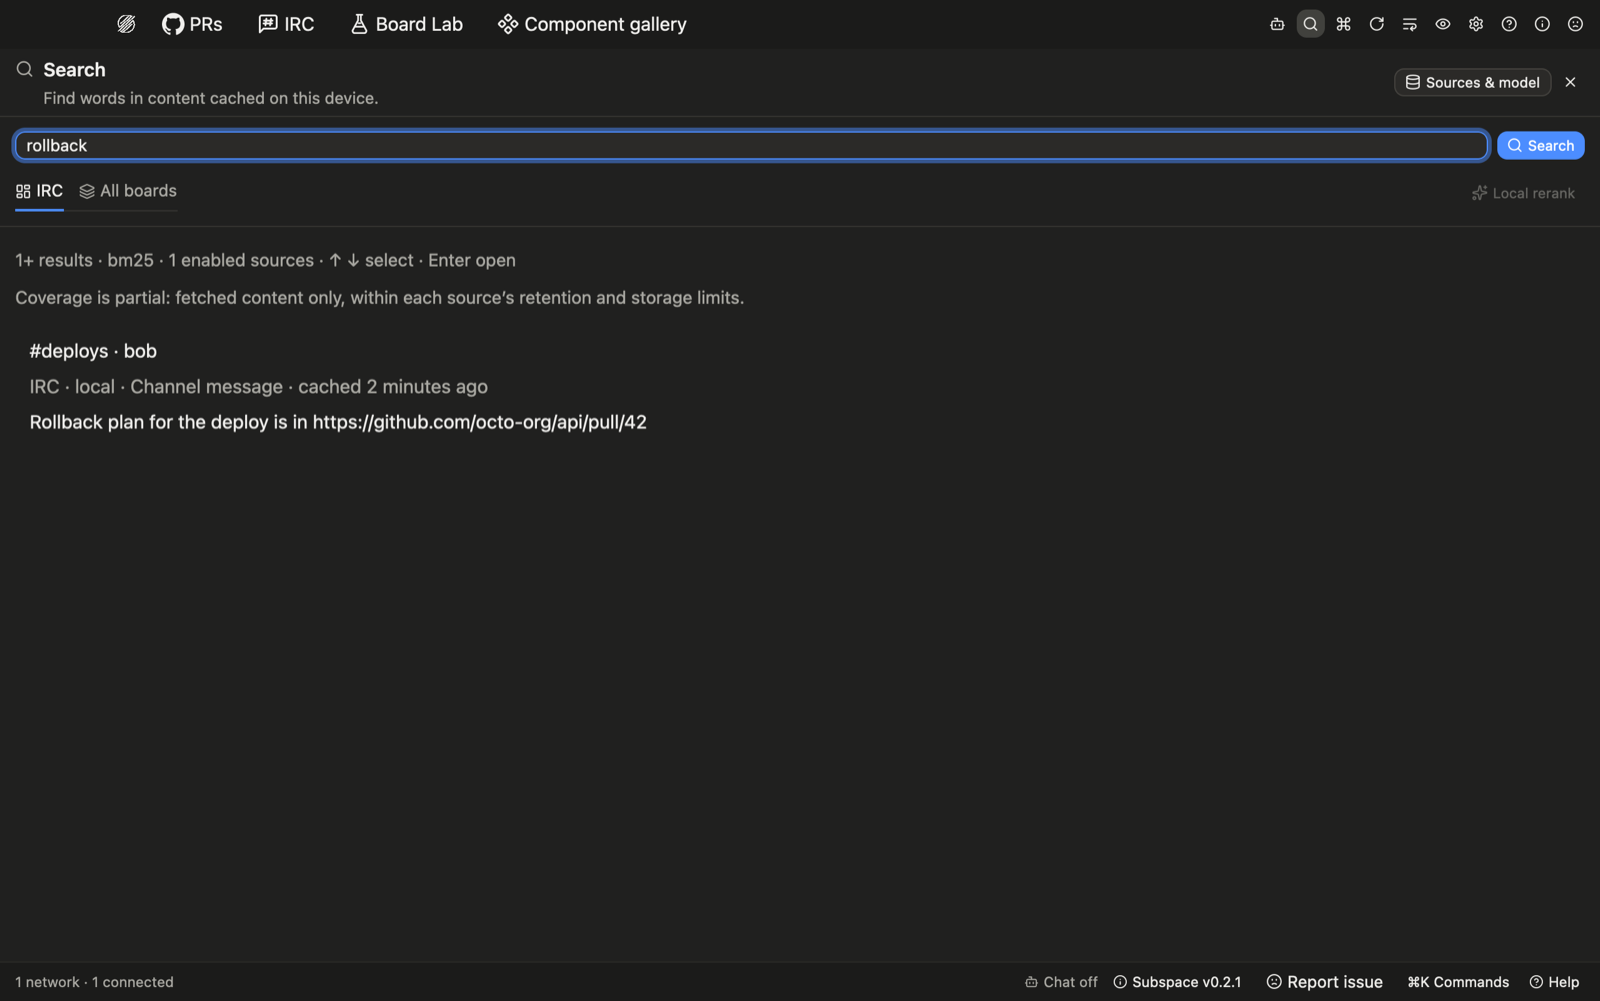 PRs IRC Board Lab Component gallery
Search
Find words in content cached on this device.
Sources & model
rollback
Search
IRC All boards
Local rerank
1+ results · bm25 · 1 enabled sources · ↑ ↓ select · Enter open
Coverage is partial: fetched content only, within each source’s retention and storage limits.
#deploys · bob
IRC · local · Channel message · cached 2 minutes ago
Rollback plan for the deploy is in https://github.com/octo-org/api/pull/42
1 network · 1 connected
Chat off Subspace v0.2.1 Report issue ⌘K Commands Help